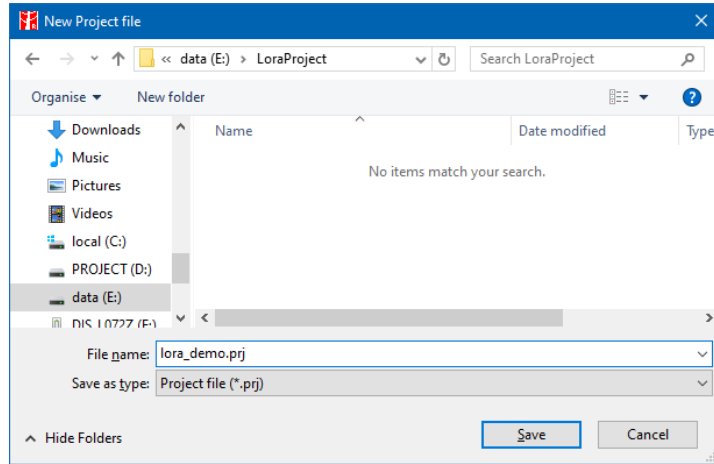 New Project file
« data (E:) > LoraProject
Search LoraProject
Organise
New folder
?
Downloads
Music
Pictures
Videos
local (C:)
PROJECT (D:)
data (E:)
DIS_L072Z (F:)
Name
Date modified
Type
No items match your search.
File name: lora_demo.prj
Save as type: Project file (*.prj)
Hide Folders
Save
Cancel